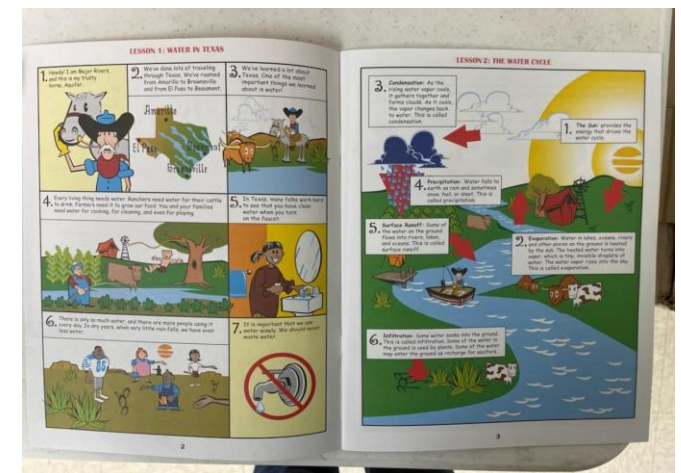 LESSON 1: WATER IN TEXAS
1. Howdy! I am Major Rivers
and this is my trusty
horse, Aquifer.
2. We've done lots of traveling
through Texas. We've roamed
from Amarillo to Brownsville
and from El Paso to Beaumont.
Amarillo
El Paso
Beaumont
Brownsville
3. We've learned a lot about
Texas. One of the most
important things we learned
about is water!
4. Every living thing needs water. Ranchers need water for their cattle
to drink. Farmers need it to grow our food. You and your families
need water for cooking, for cleaning, and even for playing.
5. In Texas, many folks work hard
to see that you have clean
water when you turn
on the faucet.
6. There is only so much water, and there are more people using it
every day. In dry years, when very little rain falls, we have even
less water.
85
7. It is important that we use
water wisely. We should never
waste water.
2
LESSON 2: THE WATER CYCLE
3. Condensation: As the
rising water vapor cools,
it gathers together and
forms clouds. As it cools,
the vapor changes back
to water. This is called
condensation.
1. The Sun: provides the
energy that drives the
water cycle.
4. Precipitation: Water falls to
earth as rain and sometimes
snow, hail, or sleet. This is
called precipitation.
5. Surface Runoff: Some of
the water on the ground
flows into rivers, lakes,
and oceans. This is called
surface runoff.
2. Evaporation: Water in lakes, oceans, rivers
and other places on the ground is heated
by the sun. The heated water turns into
vapor, which is tiny, invisible droplets of
water. The water vapor rises into the sky.
This is called evaporation.
6. Infiltration: Some water soaks into the ground.
This is called infiltration. Some of the water in
the ground is used by plants. Some of the water
may enter the ground as recharge for aquifers.
3